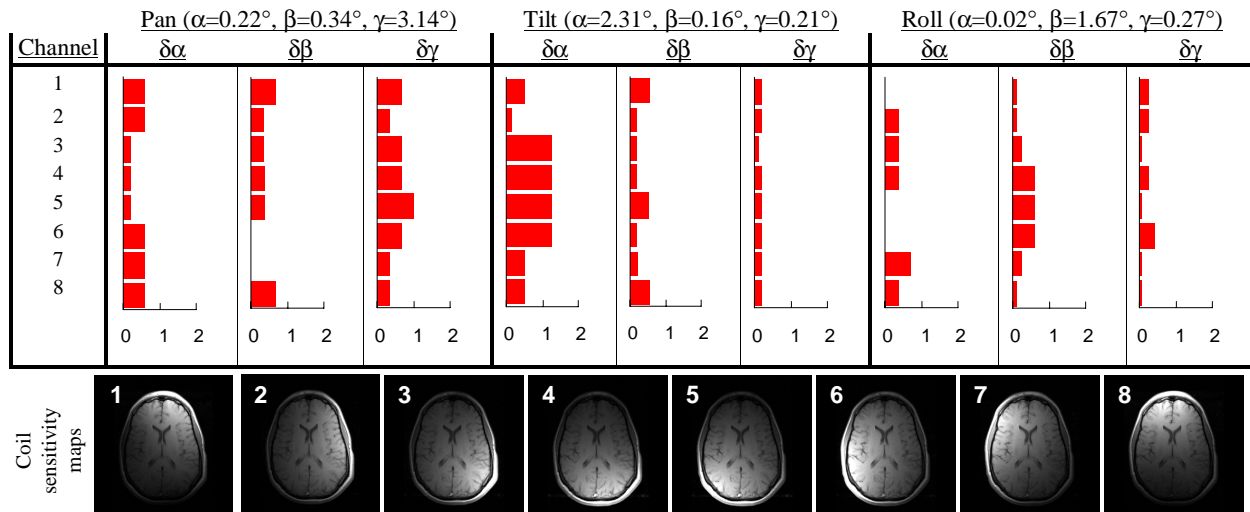 Pan (α=0.22°, β=0.34°, γ=3.14°) Tilt (α=2.31°, β=0.16°, γ=0.21°) Roll (α=0.02°, β=1.67°, γ=0.27°)
Channel δα δβ δγ δα δβ δγ δα δβ δγ
1
2
3
4
5
6
7
8
0 1 2 0 1 2 0 1 2 0 1 2 0 1 2 0 1 2 0 1 2 0 1 2 0 1 2
Coil
sensitivity
maps
1 2 3 4 5 6 7 8